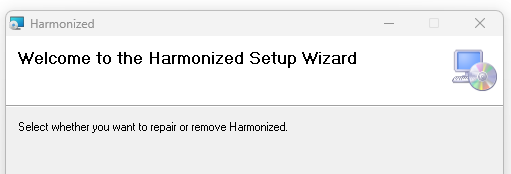 Harmonized
Welcome to the Harmonized Setup Wizard
Select whether you want to repair or remove Harmonized.